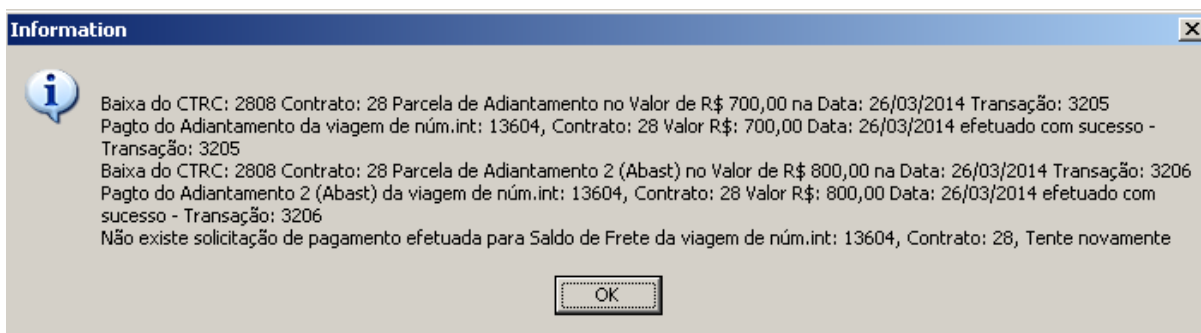 Information
Baixa do CTRC: 2808 Contrato: 28 Parcela de Adiantamento no Valor de R$ 700,00 na Data: 26/03/2014 Transação: 3205
Pagto do Adiantamento da viagem de núm.int: 13604, Contrato: 28 Valor R$: 700,00 Data: 26/03/2014 efetuado com sucesso -
Transação: 3205
Baixa do CTRC: 2808 Contrato: 28 Parcela de Adiantamento 2 (Abast) no Valor de R$ 800,00 na Data: 26/03/2014 Transação: 3206
Pagto do Adiantamento 2 (Abast) da viagem de núm.int: 13604, Contrato: 28 Valor R$: 800,00 Data: 26/03/2014 efetuado com
sucesso - Transação: 3206
Não existe solicitação de pagamento efetuada para Saldo de Frete da viagem de núm.int: 13604, Contrato: 28, Tente novamente
OK